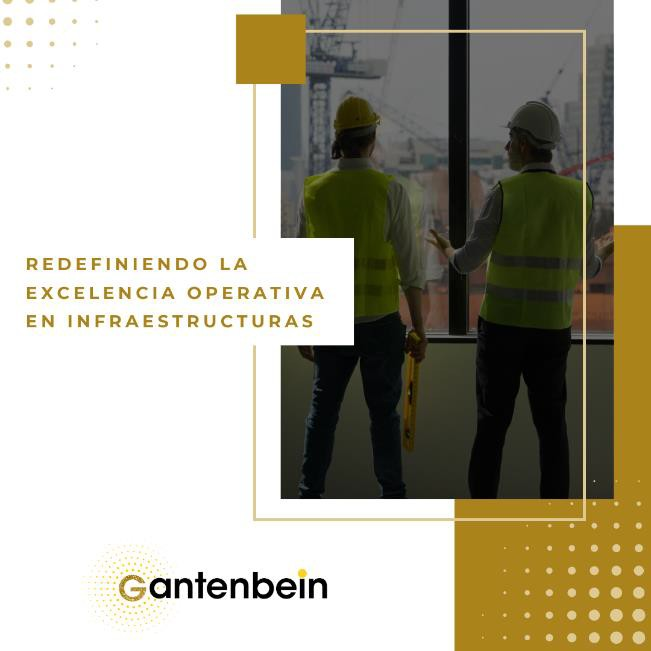 REDEFINIENDO LA
EXCELENCIA OPERATIVA
EN INFRAESTRUCTURAS
Gantenbein